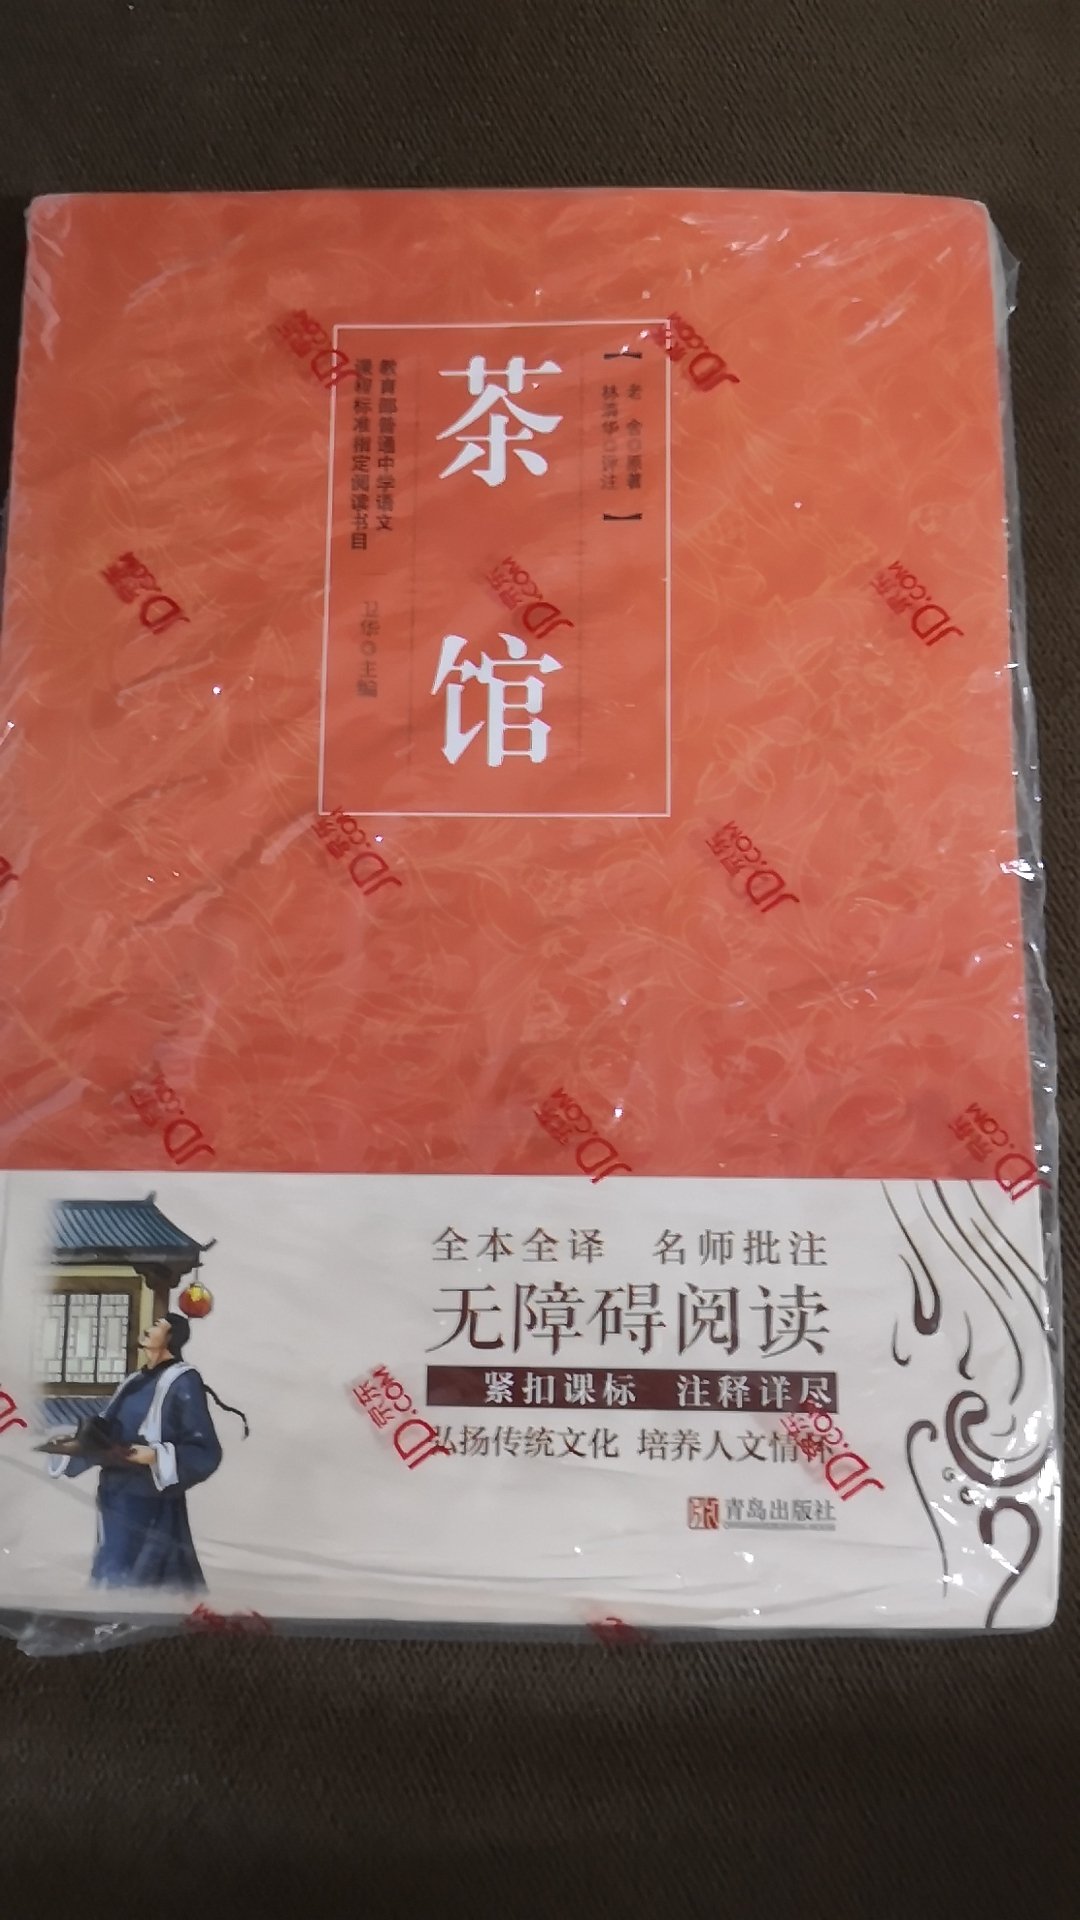 茶馆
【
老舍◎原著
林清华◎评注
】
教育部普通中学语文
课程标准指定阅读书目
卫华◎主编
全本全译 名师批注
无障碍阅读
紧扣课标 注释详尽
弘扬传统文化 培养人文情怀
青岛出版社
JD.COM 京东